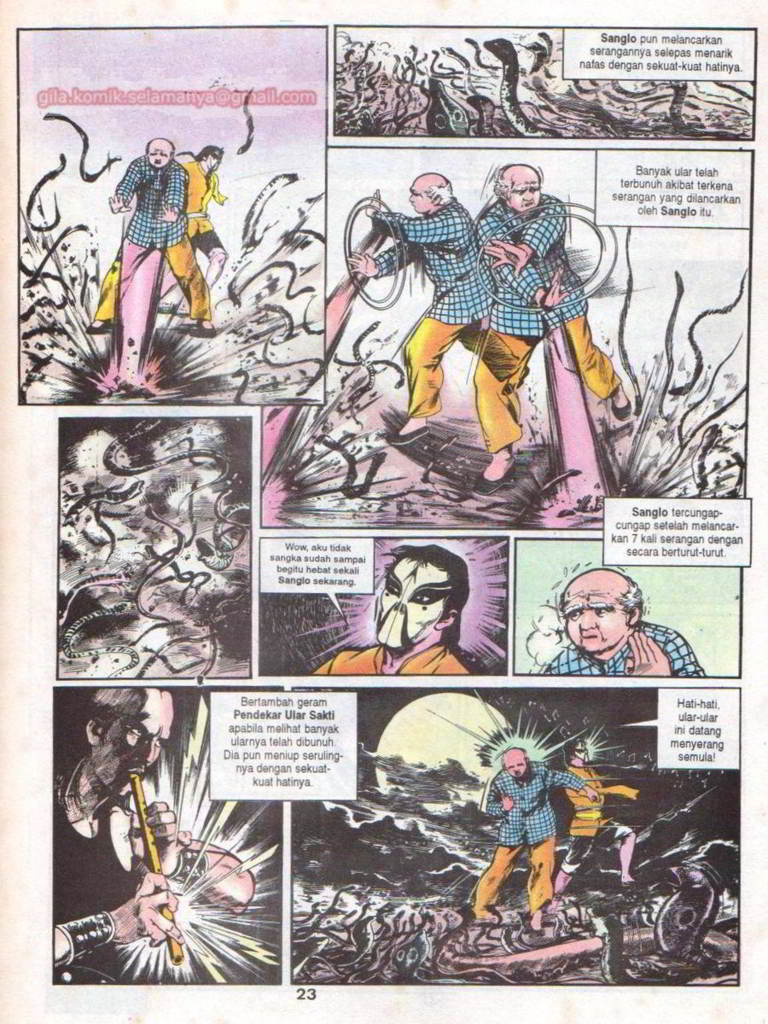 gila.komik.selamanya@gmail.com
Sanglo pun melancarkan
serangannya selepas menarik
nafas dengan sekuat-kuat hatinya.
Banyak ular telah
terbunuh akibat terkena
serangan yang dilancarkan
oleh Sanglo itu.
Sanglo tercungap-
cungap setelah melancar-
kan 7 kali serangan dengan
secara berturut-turut.
Wow, aku tidak
sangka sudah sampai
begitu hebat sekali
Sanglo sekarang.
Bertambah geram
Pendekar Ular Sakti
apabila melihat banyak
ularnya telah dibunuh.
Dia pun meniup seruling-
nya dengan sekuat-
kuat hatinya.
Hati-hati,
ular-ular
ini datang
menyerang
semula!
23